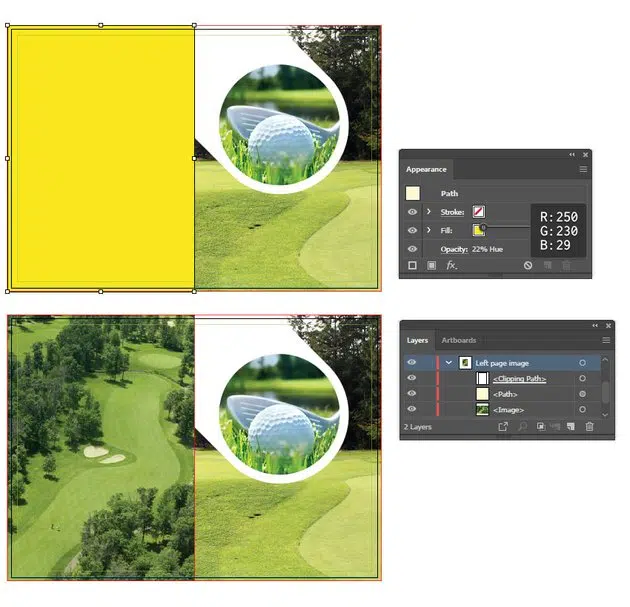 Appearance
Path
Stroke:
Fill:
R:250
G:230
B:29
Opacity: 22% Hue
fx
Layers Artboards
Left page image
<Clipping Path>
<Path>
<Image>
2 Layers